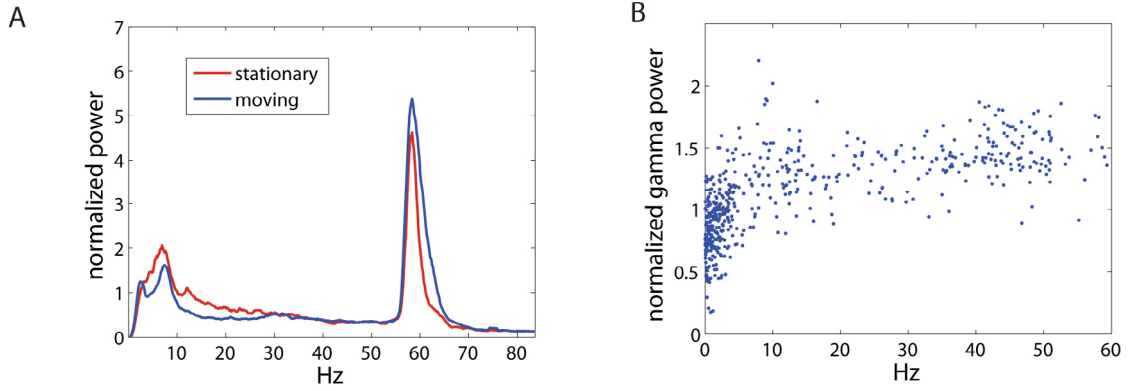 A
7
6
5
4
3
2
1
0
normalized power
stationary
moving
10 20 30 40 50 60 70 80
Hz
B
2
1.5
1
0.5
0
normalized gamma power
0 10 20 30 40 50 60
Hz